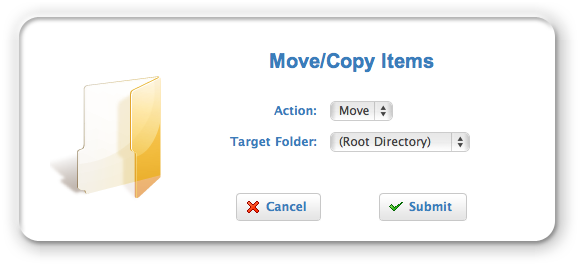 Move/Copy Items
Action: Move
Target Folder: (Root Directory)
Cancel Submit